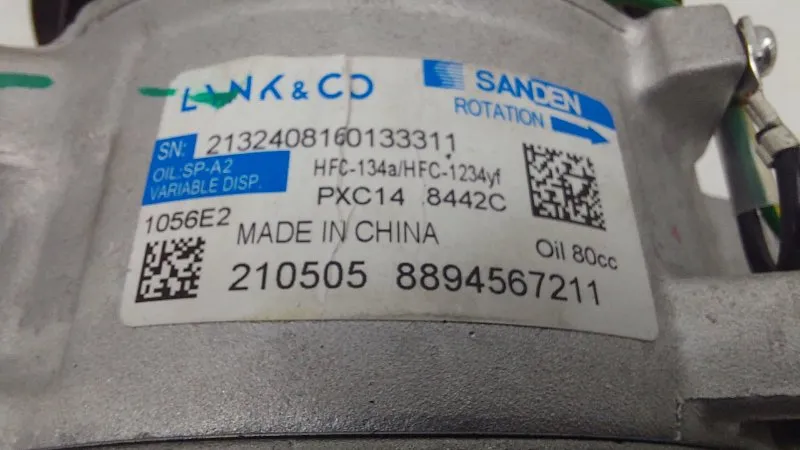 LYNK & CO
SANDEN
ROTATION
SN: 2132408160133311
OIL:SP-A2
VARIABLE DISP.
HFC-134a/HFC-1234yf
PXC14 8442C
1056E2
MADE IN CHINA
Oil 80cc
210505 8894567211